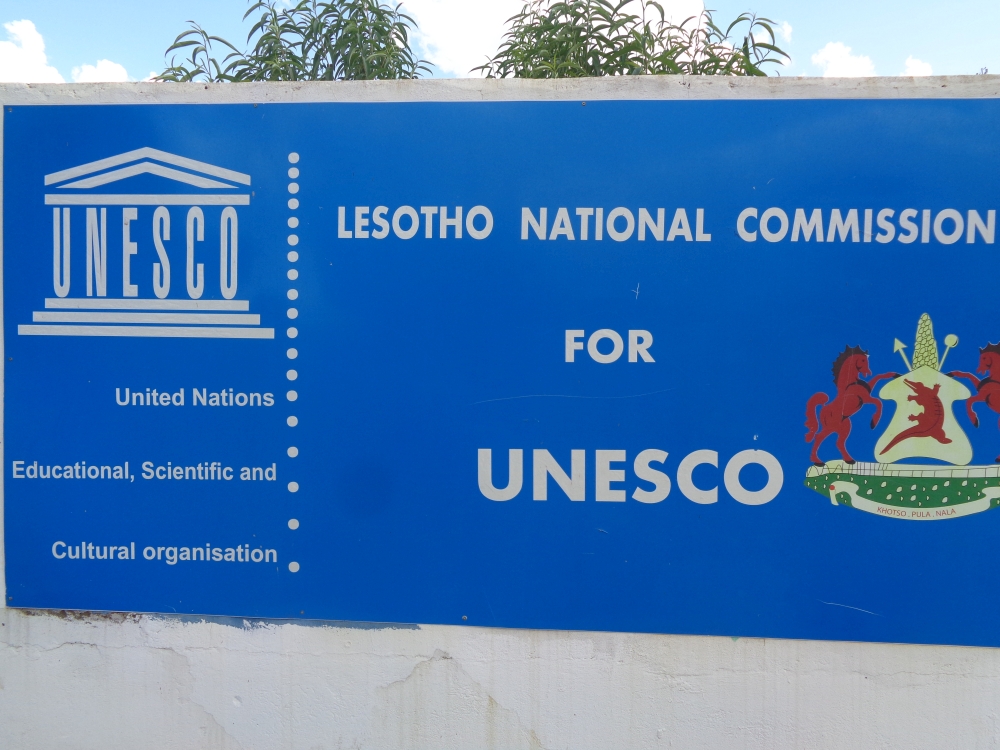 UNESCO
United Nations
Educational, Scientific and
Cultural organisation
LESOTHO NATIONAL COMMISSION
FOR
UNESCO
KHOTSO, PULA, NALA